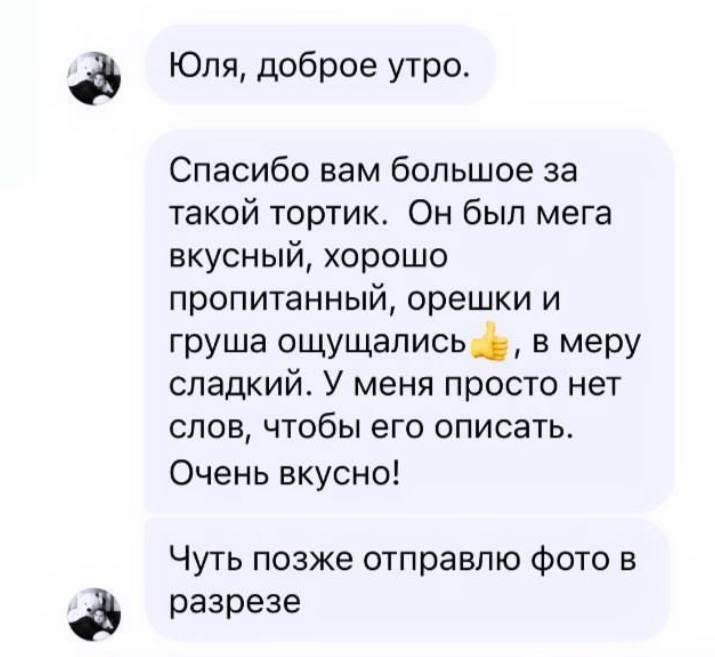 Юля, доброе утро.
Спасибо вам большое за
такой тортик. Он был мега
вкусный, хорошо
пропитанный, орешки и
груша ощущались👍, в меру
сладкий. У меня просто нет
слов, чтобы его описать.
Очень вкусно!
Чуть позже отправлю фото в
разрезе